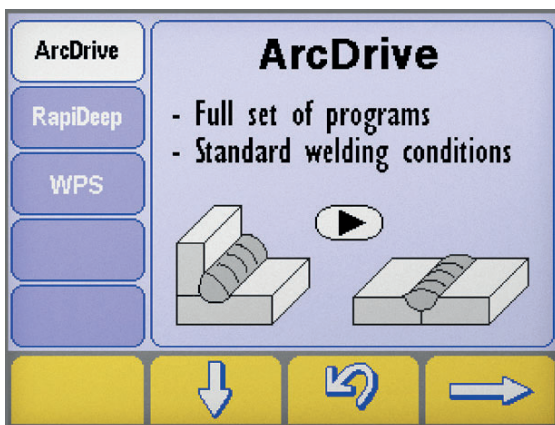 ArcDrive
RapiDeep
WPS
ArcDrive
- Full set of programs
- Standard welding conditions